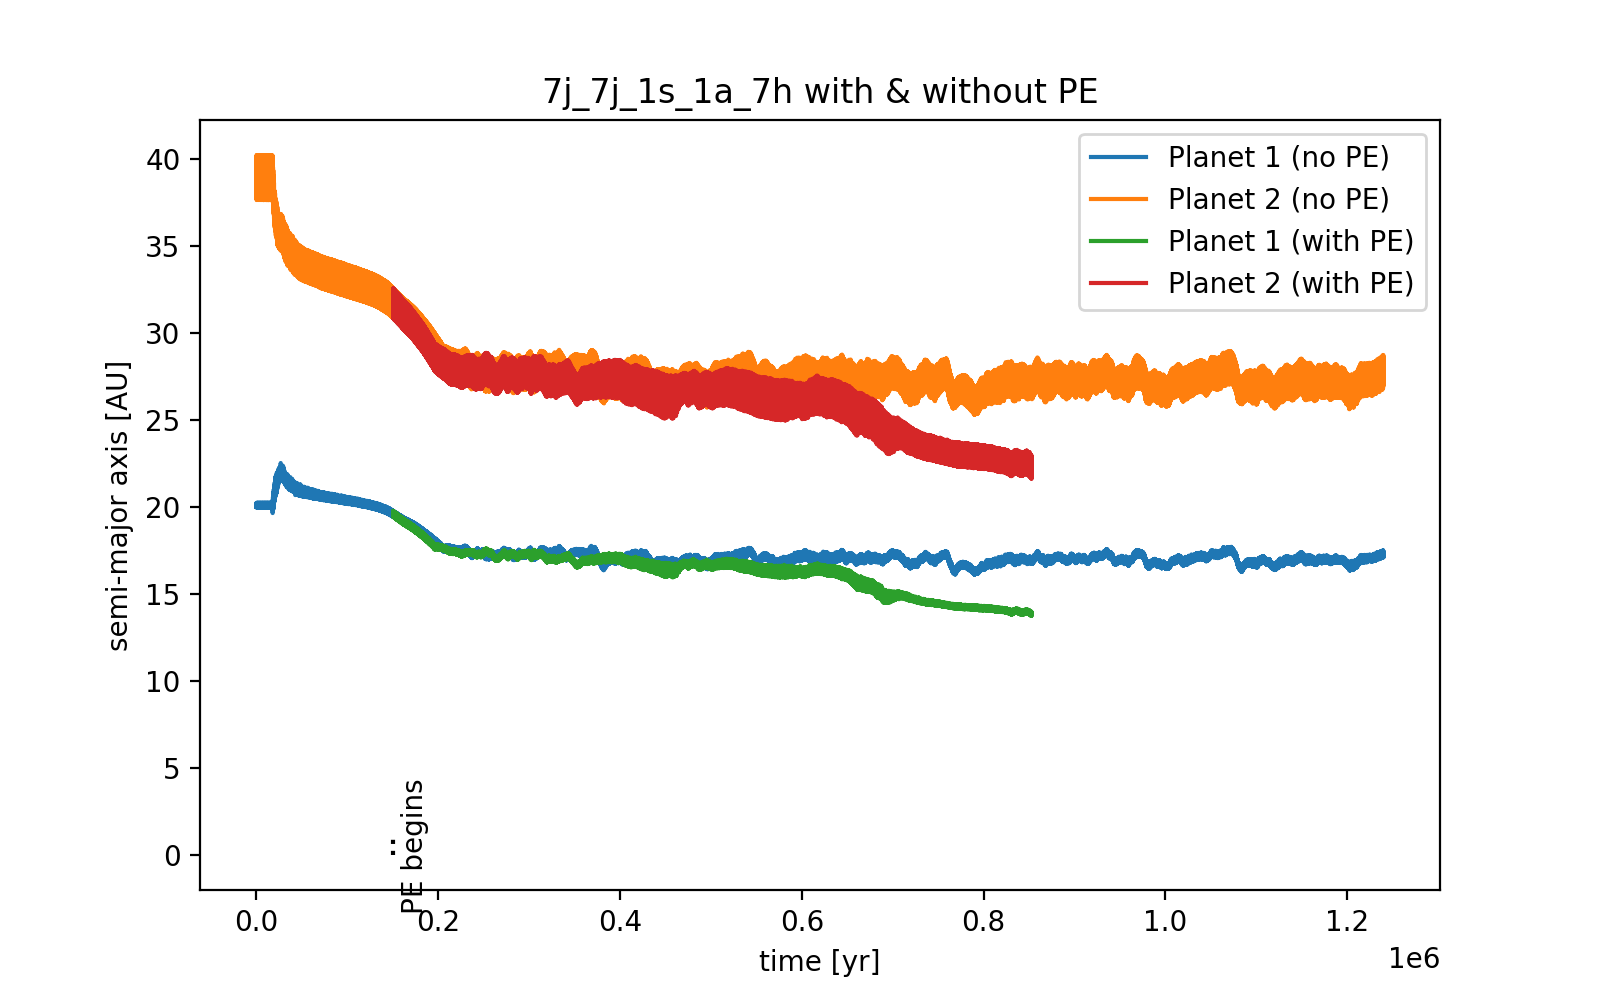 7j_7j_1s_1a_7h with & without PE
Planet 1 (no PE)
Planet 2 (no PE)
Planet 1 (with PE)
Planet 2 (with PE)
semi-major axis [AU]
40
35
30
25
20
15
10
5
0
PE begins
0.0
0.2
0.4
0.6
0.8
1.0
1.2
time [yr]
1e6